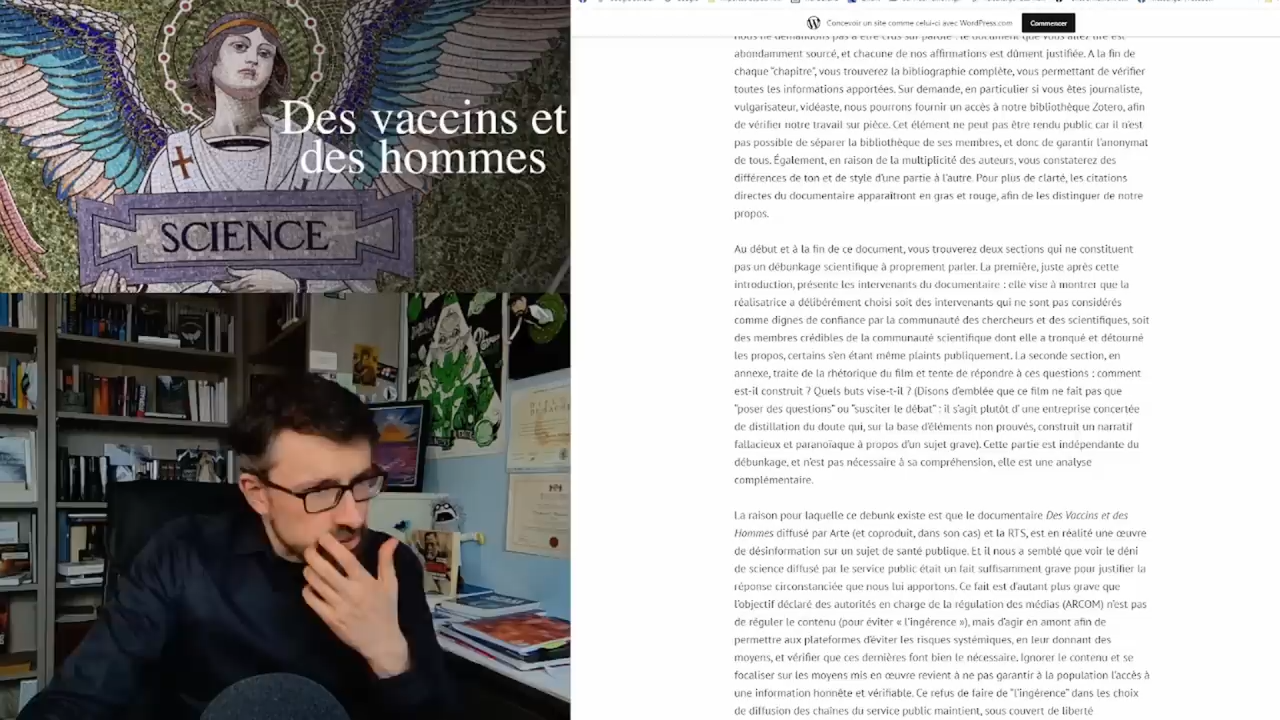 Des vaccins et
des hommes
SCIENCE
Concevoir un site comme celui-ci avec WordPress.com
Commencer
nous ne demandons pas à être crus sur parole : le document que vous allez lire est
abondamment sourcé, et chacune de nos affirmations est dûment justifiée. A la fin de
chaque "chapitre", vous trouverez la bibliographie complète, vous permettant de vérifier
toutes les informations apportées. Sur demande, en particulier si vous êtes journaliste,
vulgarisateur, vidéaste, nous pourrons fournir un accès à notre bibliothèque Zotero, afin
de vérifier notre travail sur pièce. Cet élément ne peut pas être rendu public car il n'est
pas possible de séparer la bibliothèque de ses membres, et donc de garantir l'anonymat
de tous. Également, en raison de la multiplicité des auteurs, vous constaterez des
différences de ton et de style d'une partie à l'autre. Pour plus de clarté, les citations
directes du documentaire apparaîtront en gras et rouge, afin de les distinguer de notre
propos.
Au début et à la fin de ce document, vous trouverez deux sections qui ne constituent
pas un débunkage scientifique à proprement parler. La première, juste après cette
introduction, présente les intervenants du documentaire : elle vise à montrer que la
réalisatrice a délibérément choisi soit des intervenants qui ne sont pas considérés
comme dignes de confiance par la communauté des chercheurs et des scientifiques, soit
des membres crédibles de la communauté scientifique dont elle a tronqué et détourné
les propos, certains s'en étant même plaints publiquement. La seconde section, en
annexe, traite de la rhétorique du film et tente de répondre à ces questions : comment
est-il construit ? Quels buts vise-t-il ? (Disons d'emblée que ce film ne fait pas que
"poser des questions" ou "susciter le débat" : il s'agit plutôt d' une entreprise concertée
de distillation du doute qui, sur la base d'éléments non prouvés, construit un narratif
fallacieux et paranoïaque à propos d'un sujet grave). Cette partie est indépendante du
débunkage, et n'est pas nécessaire à sa compréhension, elle est une analyse
complémentaire.
La raison pour laquelle ce debunk existe est que le documentaire Des Vaccins et des
Hommes diffusé par Arte (et coproduit, dans son cas) et la RTS, est en réalité une œuvre
de désinformation sur un sujet de santé publique. Et il nous a semblé que voir le déni
de science diffusé par le service public était un fait suffisamment grave pour justifier la
réponse circonstanciée que nous lui apportons. Ce fait est d'autant plus grave que
l'objectif déclaré des autorités en charge de la régulation des médias (ARCOM) n'est pas
de réguler le contenu (pour éviter « l'ingérence »), mais d'agir en amont afin de
permettre aux plateformes d'éviter les risques systémiques, en leur donnant des
moyens, et vérifier que ces dernières font bien le nécessaire. Ignorer le contenu et se
focaliser sur les moyens mis en œuvre revient à ne pas garantir à la population l'accès à
une information honnête et vérifiable. Ce refus de faire de "l'ingérence" dans les choix
de diffusion des chaînes du service public maintient, sous couvert de liberté